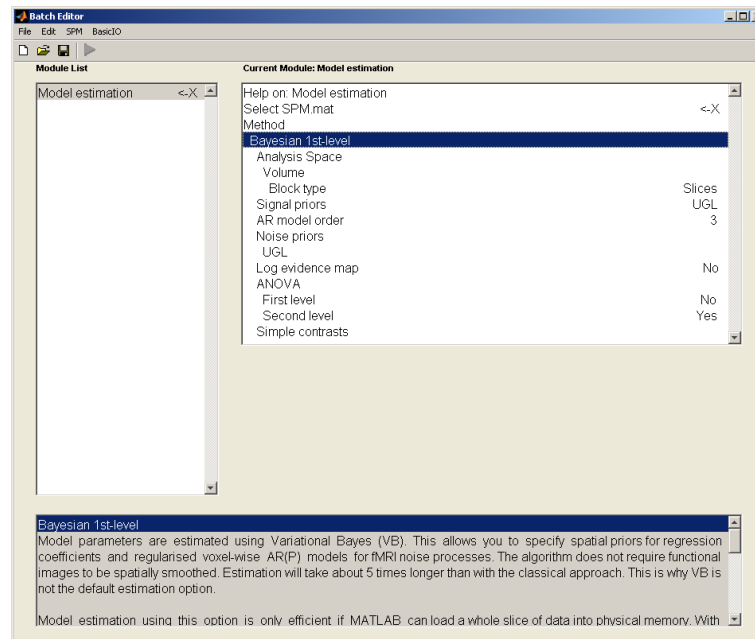 Batch Editor
File Edit SPM BasicIO
Module List
Current Module: Model estimation
Model estimation <-X
Help on: Model estimation
Select SPM.mat <-X
Method
Bayesian 1st-level
Analysis Space
Volume
Block type Slices
Signal priors UGL
AR model order 3
Noise priors
UGL
Log evidence map No
ANOVA
First level No
Second level Yes
Simple contrasts
Bayesian 1st-level
Model parameters are estimated using Variational Bayes (VB). This allows you to specify spatial priors for regression
coefficients and regularised voxel-wise AR(P) models for fMRI noise processes. The algorithm does not require functional
images to be spatially smoothed. Estimation will take about 5 times longer than with the classical approach. This is why VB is
not the default estimation option.
Model estimation using this option is only efficient if MATLAB can load a whole slice of data into physical memory. With